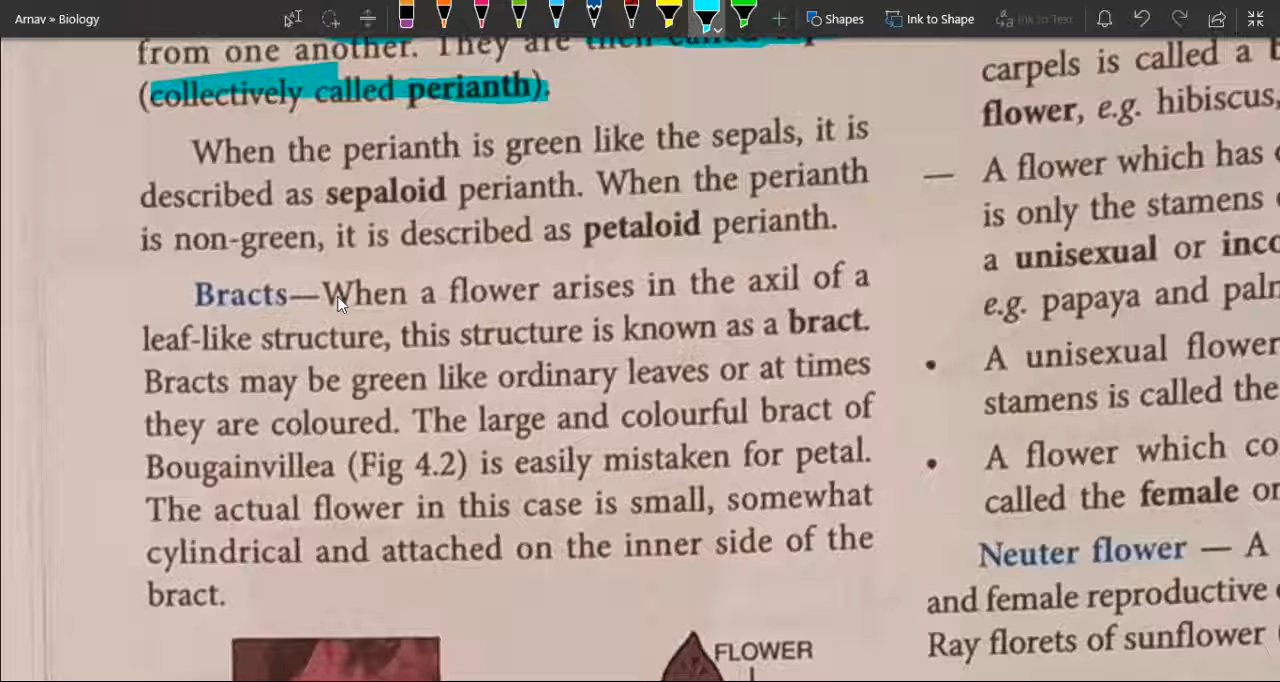 Arnav » Biology
Shapes
Ink to Shape
Ink to Text
from one another. They are then called
(collectively called perianth).
When the perianth is green like the sepals, it is
described as sepaloid perianth. When the perianth
is non-green, it is described as petaloid perianth.
Bracts—When a flower arises in the axil of a
leaf-like structure, this structure is known as a bract.
Bracts may be green like ordinary leaves or at times
they are coloured. The large and colourful bract of
Bougainvillea (Fig 4.2) is easily mistaken for petal.
The actual flower in this case is small, somewhat
cylindrical and attached on the inner side of the
bract.
FLOWER
carpels is called a
flower, e.g. hibiscus,
— A flower which has
is only the stamens
a unisexual or
e.g. papaya and
• A unisexual flower
stamens is called the
• A flower which
called the female or
Neuter flower — A
and female reproductive
Ray florets of sunflower